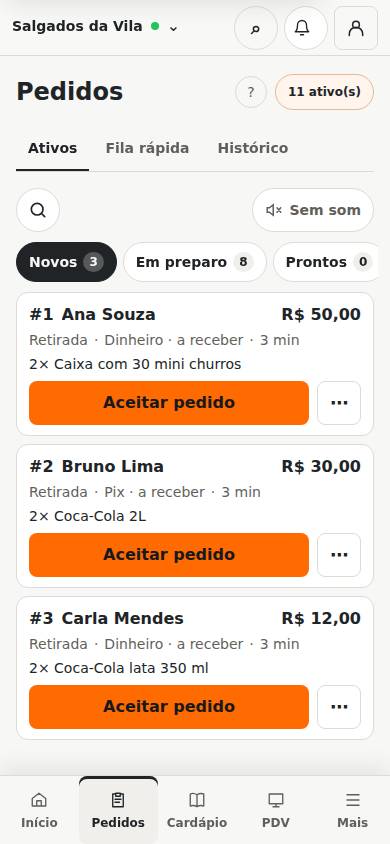 Salgados da Vila
Pedidos
?
11 ativo(s)
Ativos
Fila rápida
Histórico
Sem som
Novos 3
Em preparo 8
Prontos 0
#1 Ana Souza R$ 50,00
Retirada · Dinheiro · a receber · 3 min
2× Caixa com 30 mini churros
Aceitar pedido
···
#2 Bruno Lima R$ 30,00
Retirada · Pix · a receber · 3 min
2× Coca-Cola 2L
Aceitar pedido
···
#3 Carla Mendes R$ 12,00
Retirada · Dinheiro · a receber · 3 min
2× Coca-Cola lata 350 ml
Aceitar pedido
···
Início
Pedidos
Cardápio
PDV
Mais